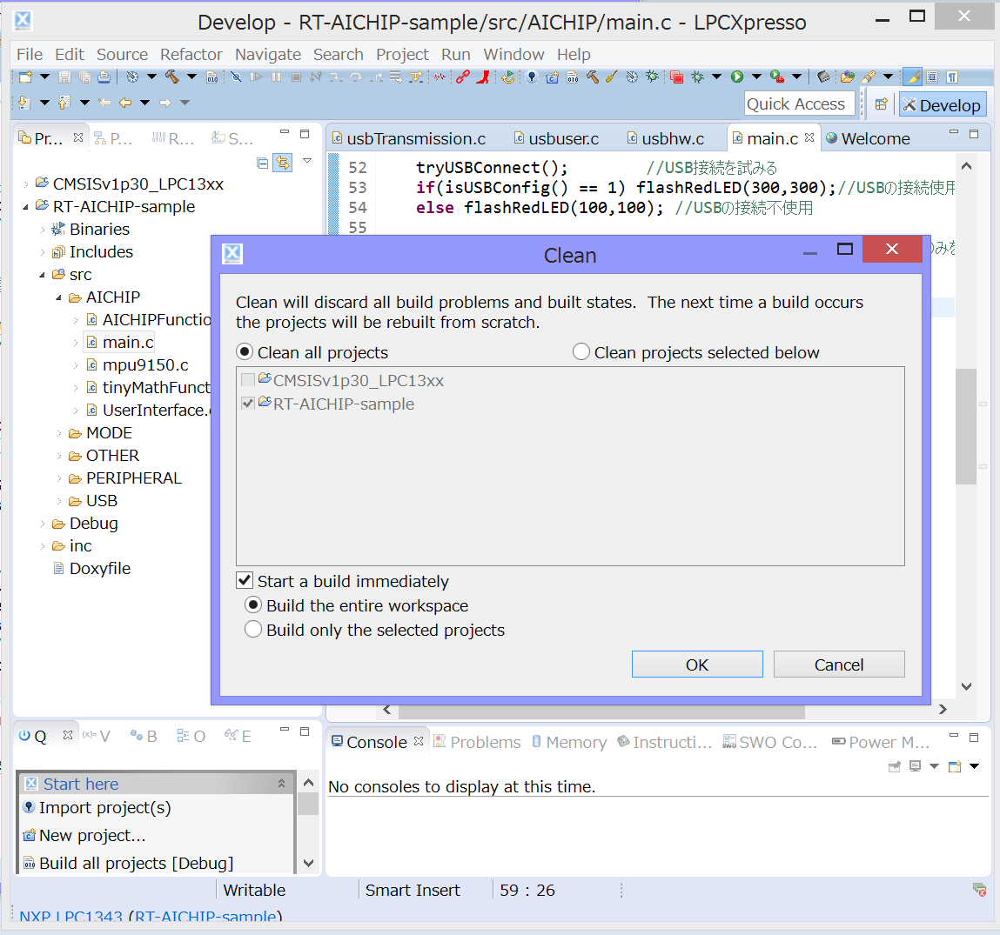 Develop - RT-AICHIP-sample/src/AICHIP/main.c - LPCXpresso
File Edit Source Refactor Navigate Search Project Run Window Help
Quick Access
Develop
Pr...
P...
R...
S...
CMSISv1p30_LPC13xx
RT-AICHIP-sample
Binaries
Includes
src
AICHIP
AICHIPFunctio
main.c
mpu9150.c
tinyMathFunct
UserInterface.
MODE
OTHER
PERIPHERAL
USB
Debug
inc
Doxyfile
usbTransmission.c
usbuser.c
usbhw.c
main.c
Welcome
52 tryUSBConnect(); //USB接続を試みる
53 if(isUSBConfig() == 1) flashRedLED(300,300);//USBの接続使用
54 else flashRedLED(100,100); //USBの接続不使用
55
のみを
Clean
Clean will discard all build problems and built states. The next time a build occurs
the projects will be rebuilt from scratch.
Clean all projects
Clean projects selected below
CMSISv1p30_LPC13xx
RT-AICHIP-sample
Start a build immediately
Build the entire workspace
Build only the selected projects
OK
Cancel
Q
(x)= V
B
O
E
Start here
Import project(s)
New project...
Build all projects [Debug]
Console
Problems
Memory
Instructi...
SWO Co...
Power M...
No consoles to display at this time.
Writable
Smart Insert
59 : 26
NXP LPC1343 (RT-AICHIP-sample)